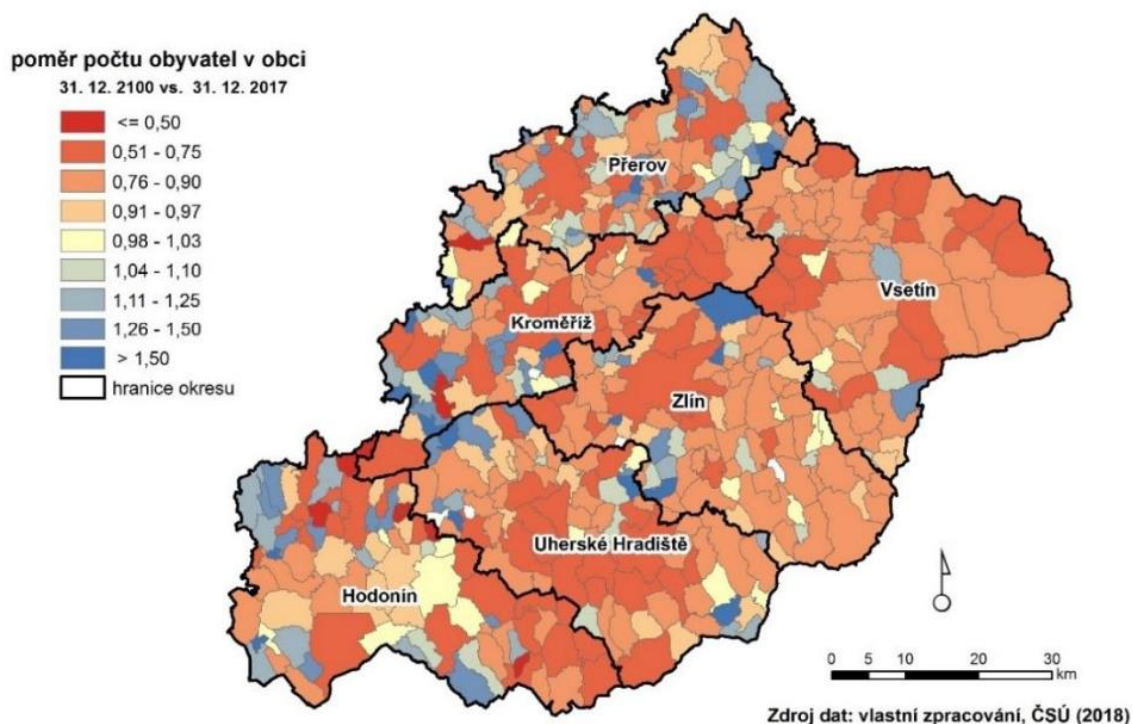 poměr počtu obyvatel v obci
31. 12. 2100 vs. 31. 12. 2017
<= 0,50
0,51 - 0,75
0,76 - 0,90
0,91 - 0,97
0,98 - 1,03
1,04 - 1,10
1,11 - 1,25
1,26 - 1,50
> 1,50
hranice okresu
Přerov
Vsetín
Kroměříž
Zlín
Uherské Hradiště
Hodonín
0 5 10 20 30
km
Zdroj dat: vlastní zpracování, ČSÚ (2018)